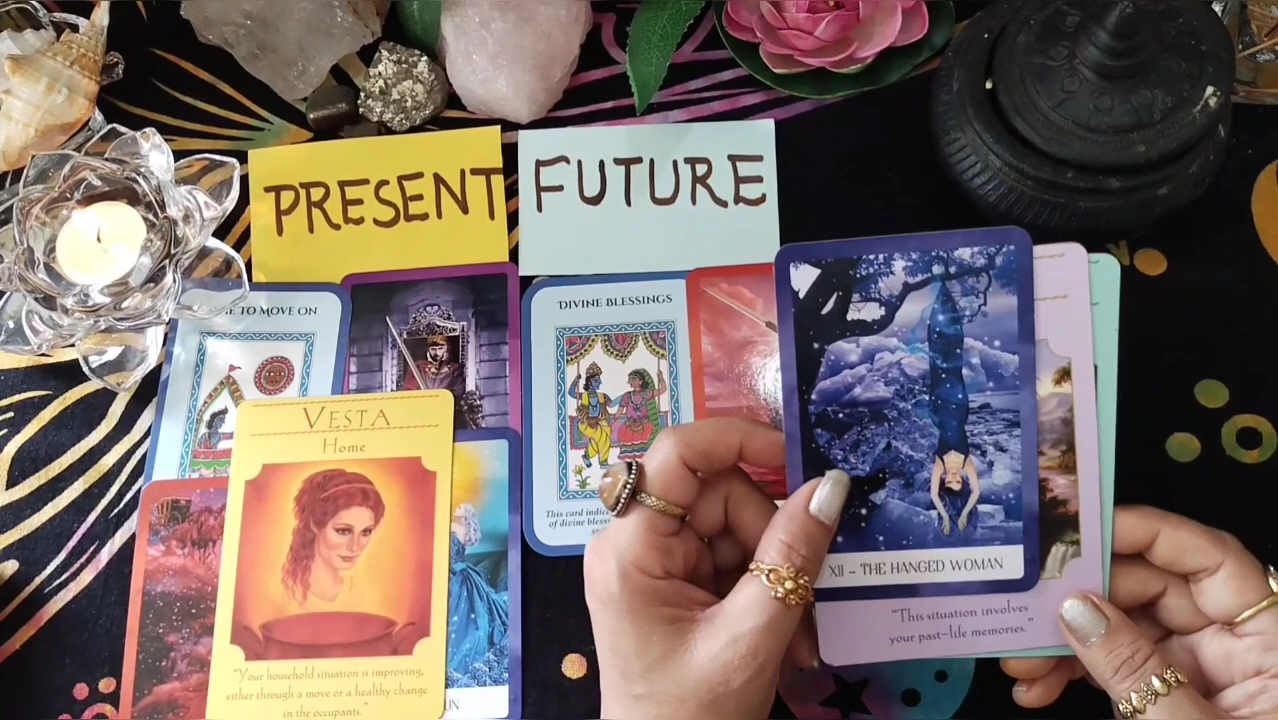 PRESENT
FUTURE
TO MOVE ON
DIVINE BLESSINGS
VESTA
Home
"Your household situation is improving,
either through a move or a healthy change
in the occupants."
This card indic
of divine bless
XII – THE HANGED WOMAN
"This situation involves
your past-life memories."
UN